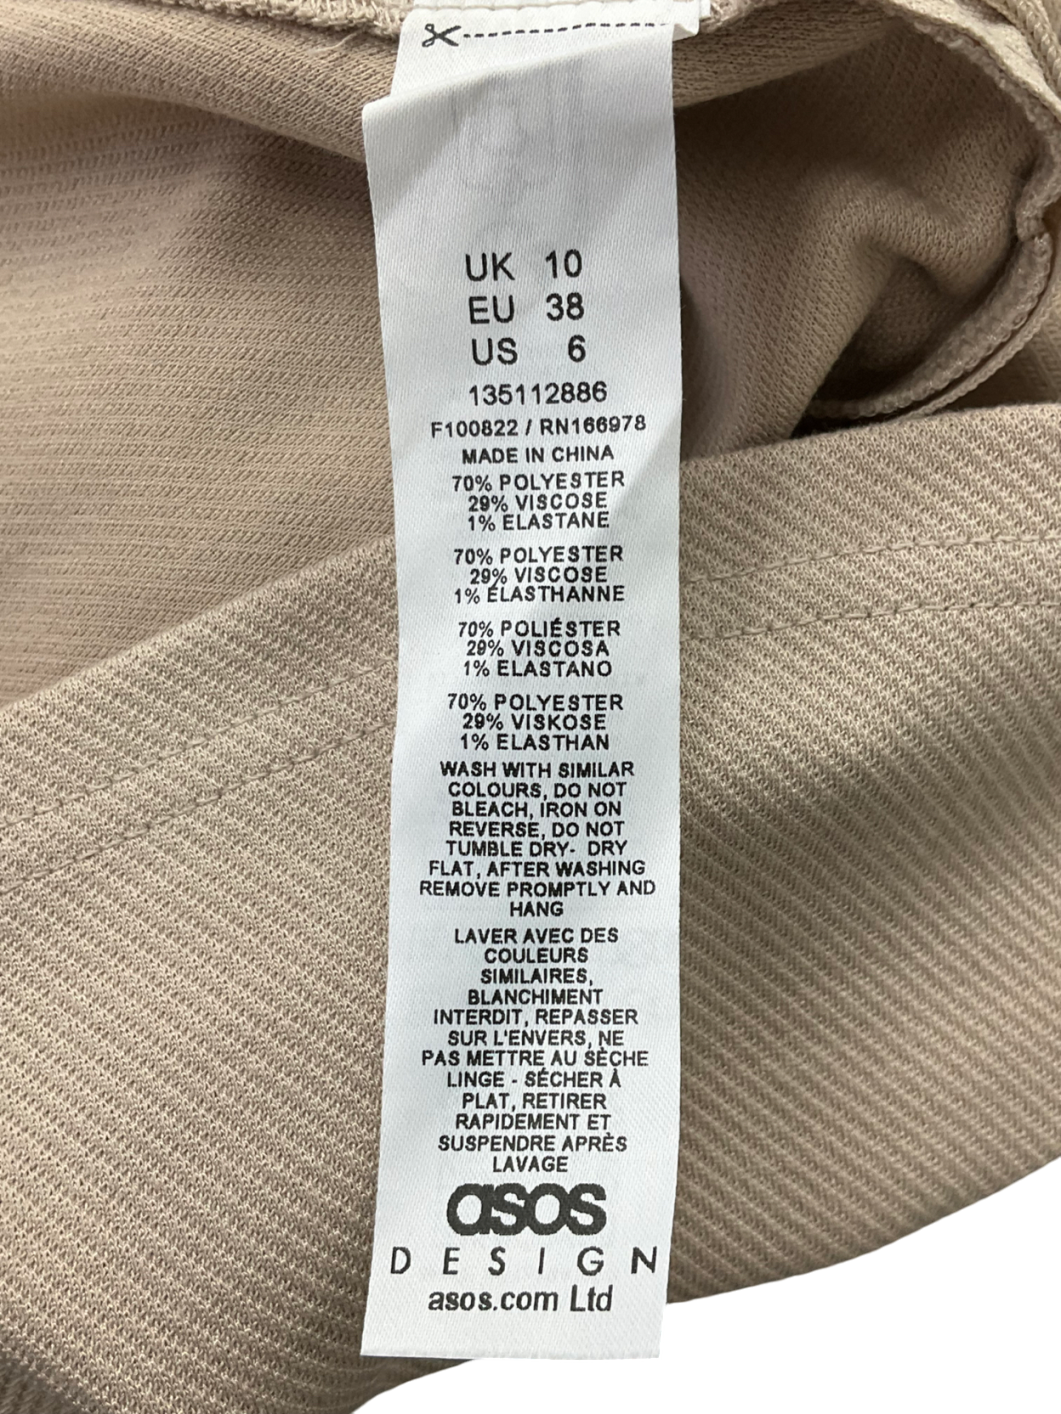 UK 10
EU 38
US 6
135112886
F100822 / RN166978
MADE IN CHINA
70% POLYESTER
29% VISCOSE
1% ELASTANE
70% POLYESTER
29% VISCOSE
1% ÉLASTHANNE
70% POLIÉSTER
29% VISCOSA
1% ELASTANO
70% POLYESTER
29% VISKOSE
1% ELASTHAN
WASH WITH SIMILAR
COLOURS, DO NOT
BLEACH, IRON ON
REVERSE, DO NOT
TUMBLE DRY- DRY
FLAT, AFTER WASHING
REMOVE PROMPTLY AND
HANG
LAVER AVEC DES
COULEURS
SIMILAIRES,
BLANCHIMENT
INTERDIT, REPASSER
SUR L'ENVERS, NE
PAS METTRE AU SÈCHE
LINGE - SÉCHER À
PLAT, RETIRER
RAPIDEMENT ET
SUSPENDRE APRÈS
LAVAGE
asos
DESIGN
asos.com Ltd